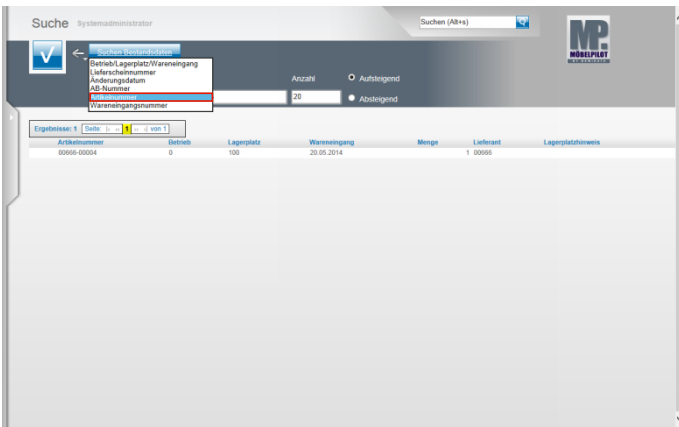 Suche Systemadministrator
Suchen (Alt+s)
MP.
MÖBELPILOT
Suchen Bestandsdaten
Betrieb/Lagerplatz/Wareneingang
Lieferscheinnummer
Änderungsdatum
AB-Nummer
Artikelnummer
Wareneingangsnummer
Anzahl
Aufsteigend
20
Absteigend
Ergebnisse: 1 Seite: 1 von 1
Artikelnummer Betrieb Lagerplatz Wareneingang Menge Lieferant Lagerplatzhinweis
00666-00004 0 100 20.05.2014 1 00666